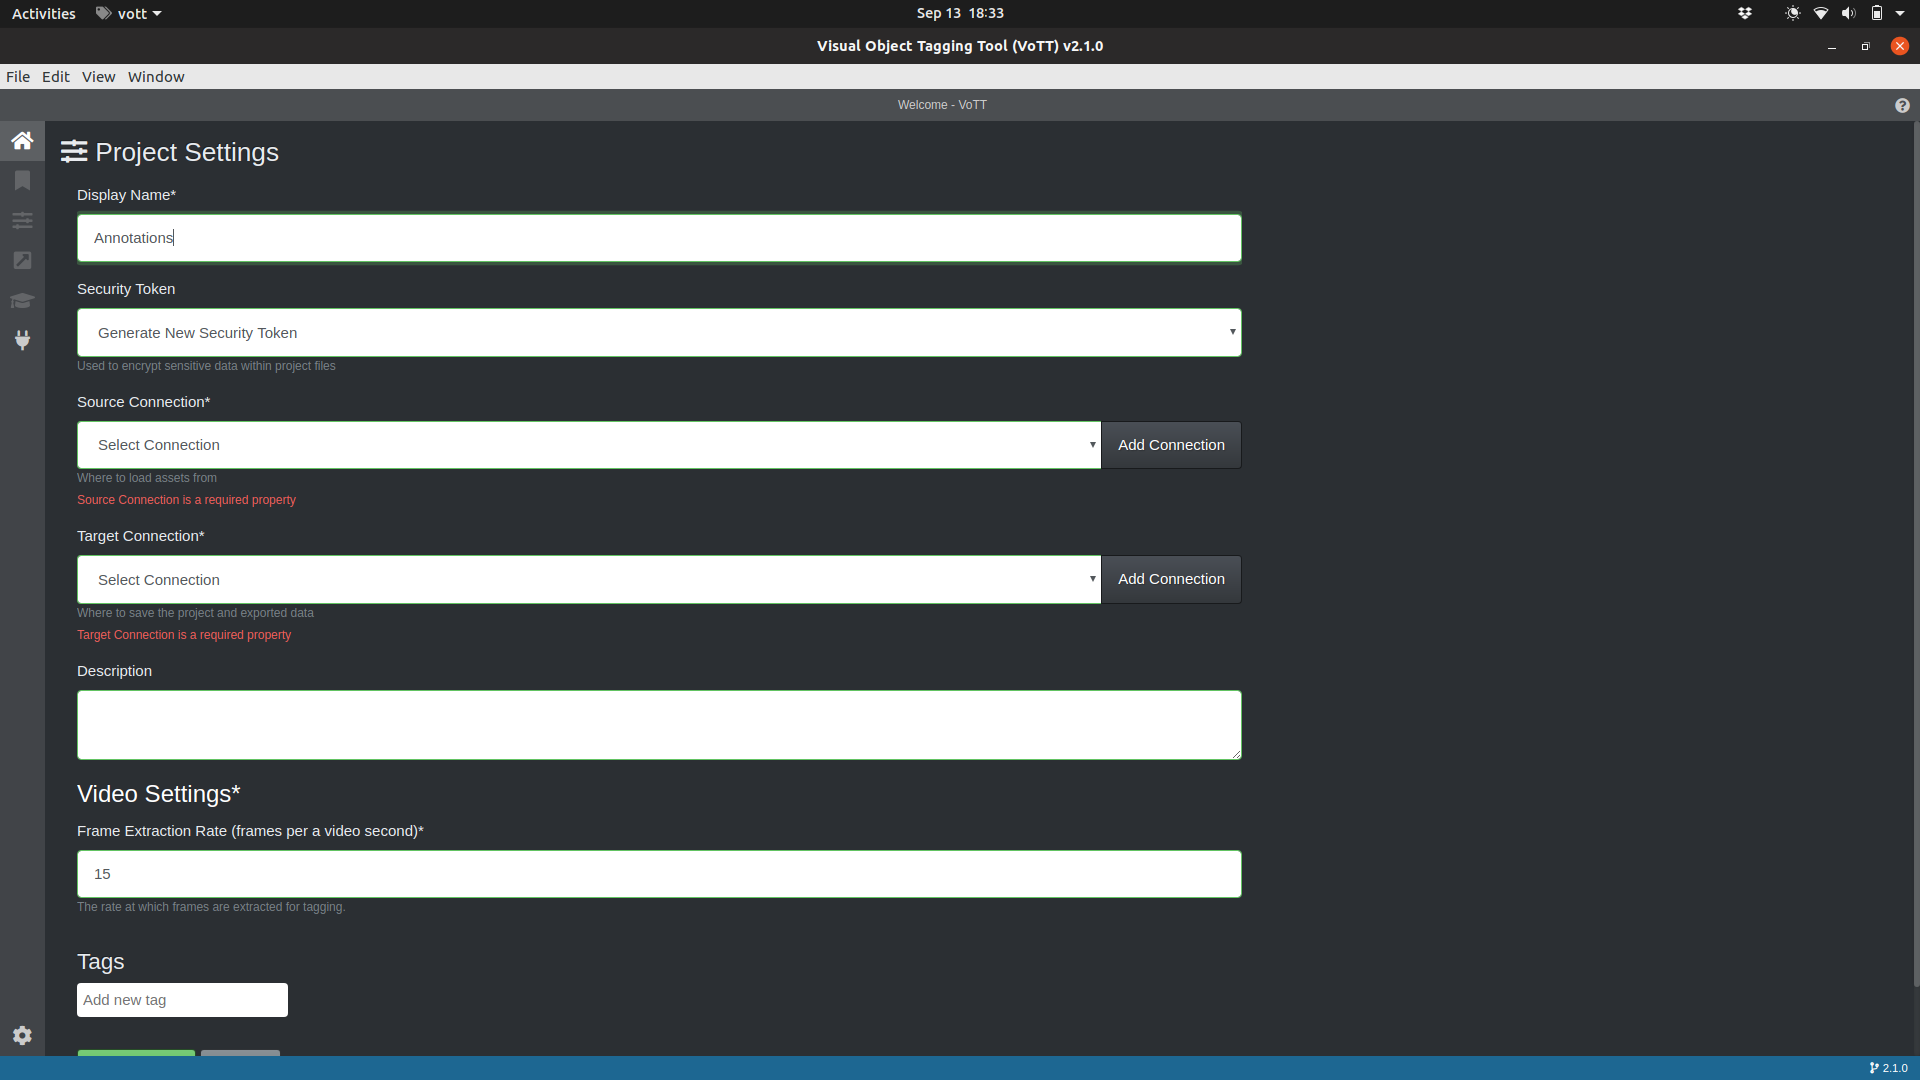 Activities vott Sep 13 18:33
Visual Object Tagging Tool (VoTT) v2.1.0
File Edit View Window
Welcome - VoTT
Project Settings
Display Name*
Annotations
Security Token
Generate New Security Token
Used to encrypt sensitive data within project files
Source Connection*
Select Connection Add Connection
Where to load assets from
Source Connection is a required property
Target Connection*
Select Connection Add Connection
Where to save the project and exported data
Target Connection is a required property
Description
Video Settings*
Frame Extraction Rate (frames per a video second)*
15
The rate at which frames are extracted for tagging.
Tags
Add new tag
2.1.0